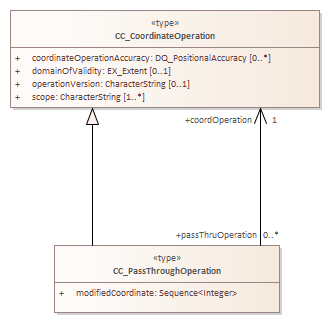 «type»
CC_CoordinateOperation
+ coordinateOperationAccuracy: DQ_PositionalAccuracy [0..*]
+ domainOfValidity: EX_Extent [0..1]
+ operationVersion: CharacterString [0..1]
+ scope: CharacterString [1..*]
+coordOperation 1
+passThruOperation 0..*
«type»
CC_PassThroughOperation
+ modifiedCoordinate: Sequence<Integer>